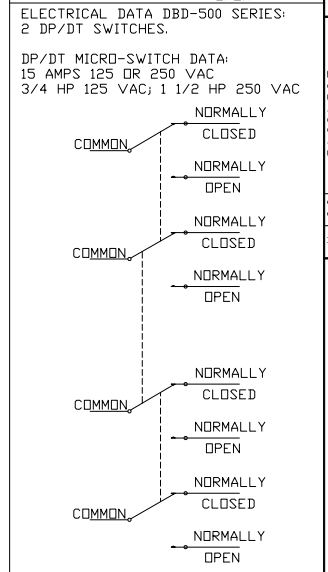 ELECTRICAL DATA DBD-500 SERIES:
2 DP/DT SWITCHES.
DP/DT MICRO-SWITCH DATA:
15 AMPS 125 OR 250 VAC
3/4 HP 125 VAC; 1 1/2 HP 250 VAC
NORMALLY
CLOSED
COMMON
NORMALLY
OPEN
NORMALLY
CLOSED
COMMON
NORMALLY
OPEN
NORMALLY
CLOSED
COMMON
NORMALLY
OPEN
NORMALLY
CLOSED
COMMON
NORMALLY
OPEN